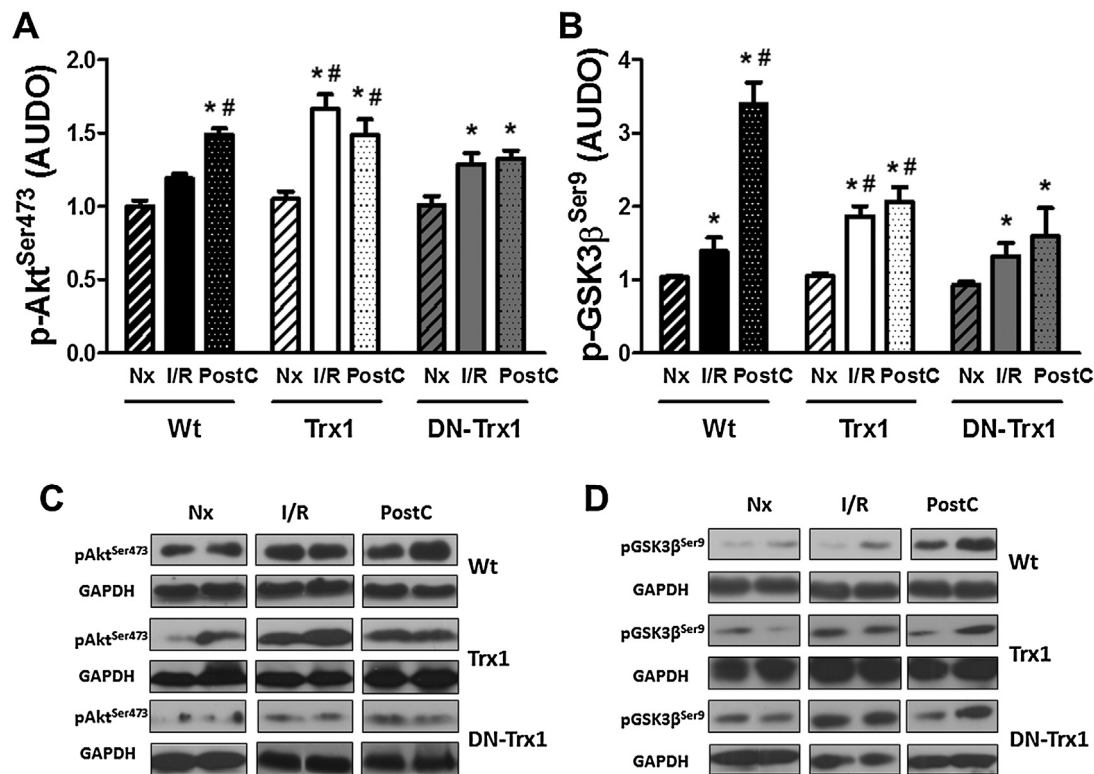 A
p-Akt^Ser473 (AUDO)
2.0
1.5
1.0
0.5
0.0
* #
* #
* #
*
*
Nx I/R PostC Nx I/R PostC Nx I/R PostC
Wt Trx1 DN-Trx1
B
p-GSK3β^Ser9 (AUDO)
4
3
2
1
0
*
* #
* #
* #
*
*
Nx I/R PostC Nx I/R PostC Nx I/R PostC
Wt Trx1 DN-Trx1
C
Nx I/R PostC
pAkt^Ser473
Wt
GAPDH
pAkt^Ser473
Trx1
GAPDH
pAkt^Ser473
DN-Trx1
GAPDH
D
Nx I/R PostC
pGSK3β^Ser9
Wt
GAPDH
pGSK3β^Ser9
Trx1
GAPDH
pGSK3β^Ser9
DN-Trx1
GAPDH